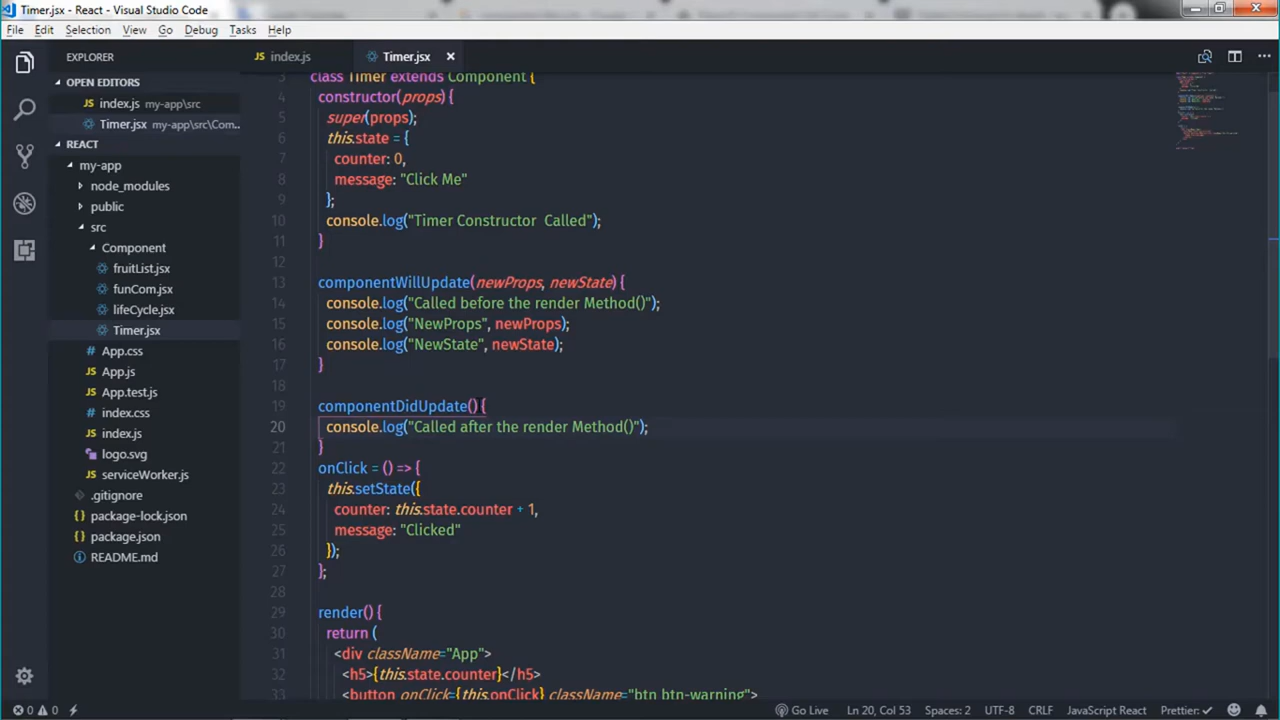 Timer.jsx - React - Visual Studio Code
File Edit Selection View Go Debug Tasks Help
EXPLORER
OPEN EDITORS
JS index.js my-app\src
Timer.jsx my-app\src\Com...
REACT
my-app
node_modules
public
src
Component
fruitList.jsx
funCom.jsx
lifeCycle.jsx
Timer.jsx
# App.css
JS App.js
JS App.test.js
# index.css
JS index.js
logo.svg
JS serviceWorker.js
.gitignore
{} package-lock.json
{} package.json
README.md
JS index.js
Timer.jsx
3 class Timer extends Component {
4 constructor(props) {
5 super(props);
6 this.state = {
7 counter: 0,
8 message: "Click Me"
9 };
10 console.log("Timer Constructor  Called");
11 }
12
13 componentWillUpdate(newProps, newState) {
14 console.log("Called before the render Method()");
15 console.log("NewProps", newProps);
16 console.log("NewState", newState);
17 }
18
19 componentDidUpdate(){
20 console.log("Called after the render Method()");
21 }
22 onClick = () => {
23 this.setState({
24 counter: this.state.counter + 1,
25 message: "Clicked"
26 });
27 };
28
29 render() {
30 return (
31 <div className="App">
32 <h5>{this.state.counter}</h5>
33 <button onClick={this.onClick} className="btn btn-warning">
0 0
Go Live Ln 20, Col 53 Spaces: 2 UTF-8 CRLF JavaScript React Prettier: ✓